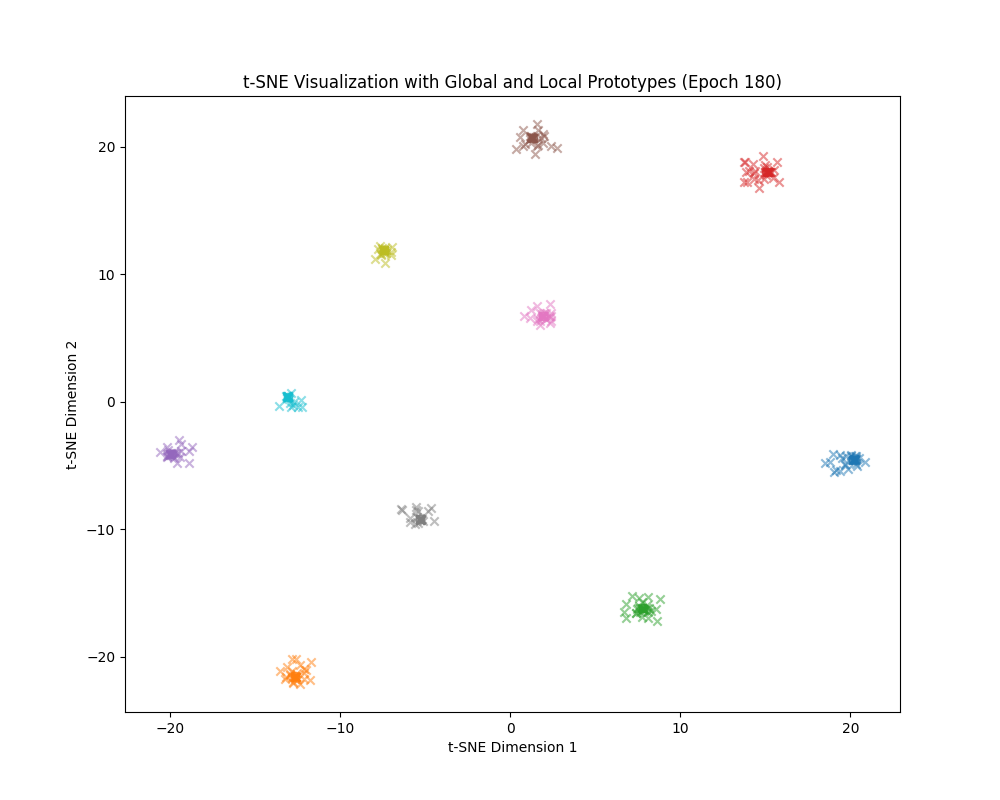 t-SNE Visualization with Global and Local Prototypes (Epoch 180)
20
10
0
−10
−20
t-SNE Dimension 2
−20 −10 0 10 20
t-SNE Dimension 1